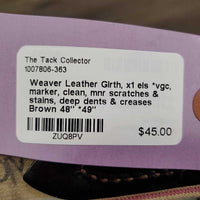 The Tack Collector
1007806-363
Weaver Leather Girth, x1 els *vgc,
marker, clean, mnr scratches &
stains, deep dents & creases
Brown 48" *49"
ZUQ8PV
$45.00